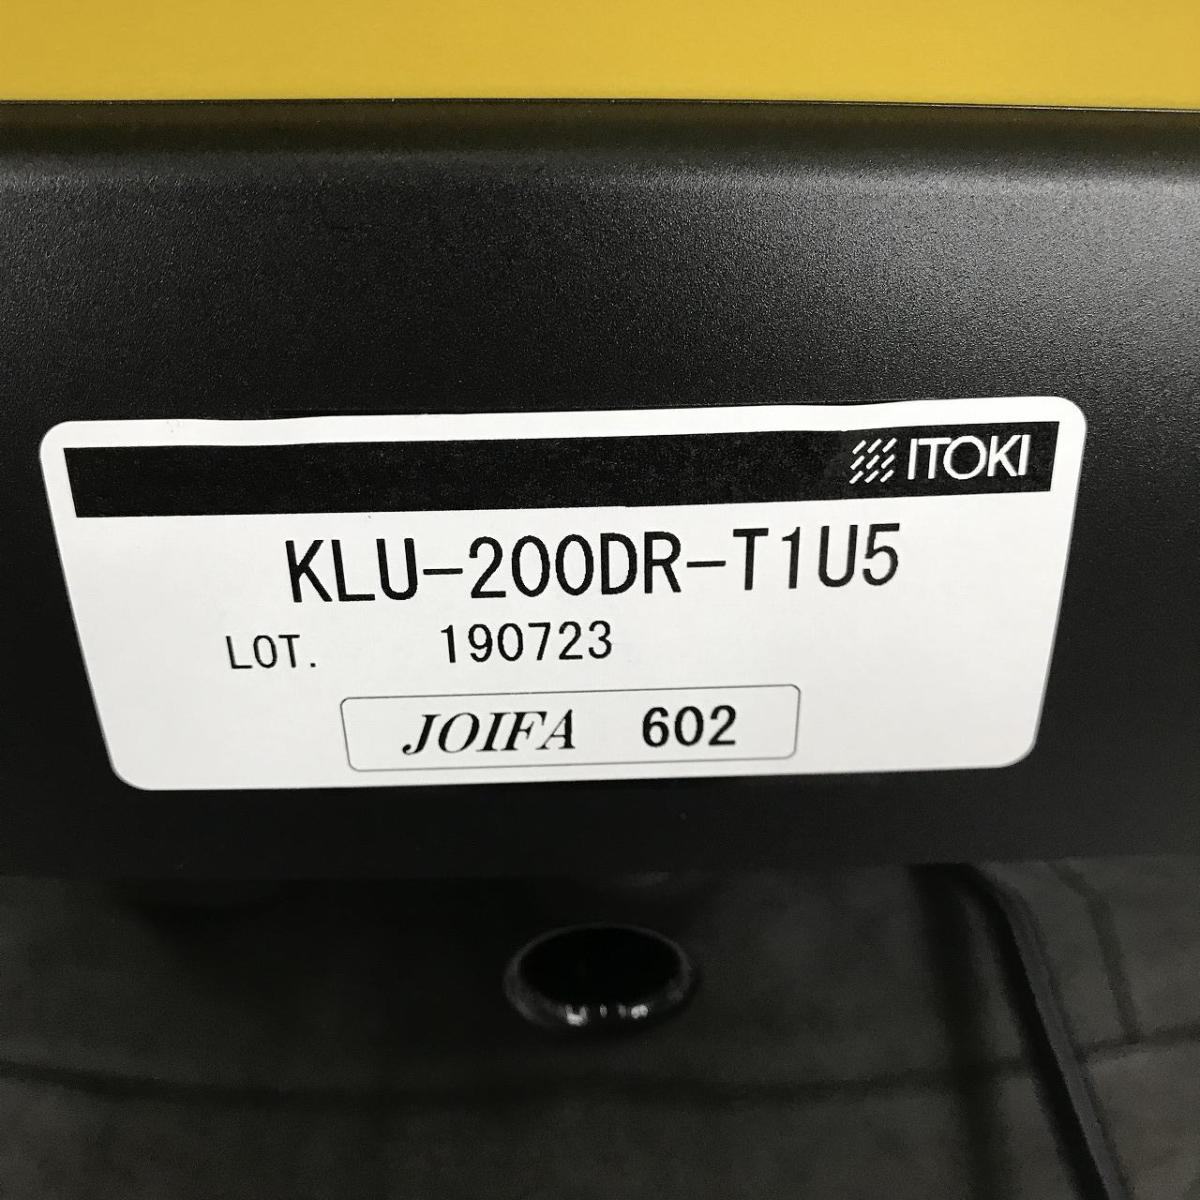 ITOKI
KLU-200DR-T1U5
LOT. 190723
JOIFA 602